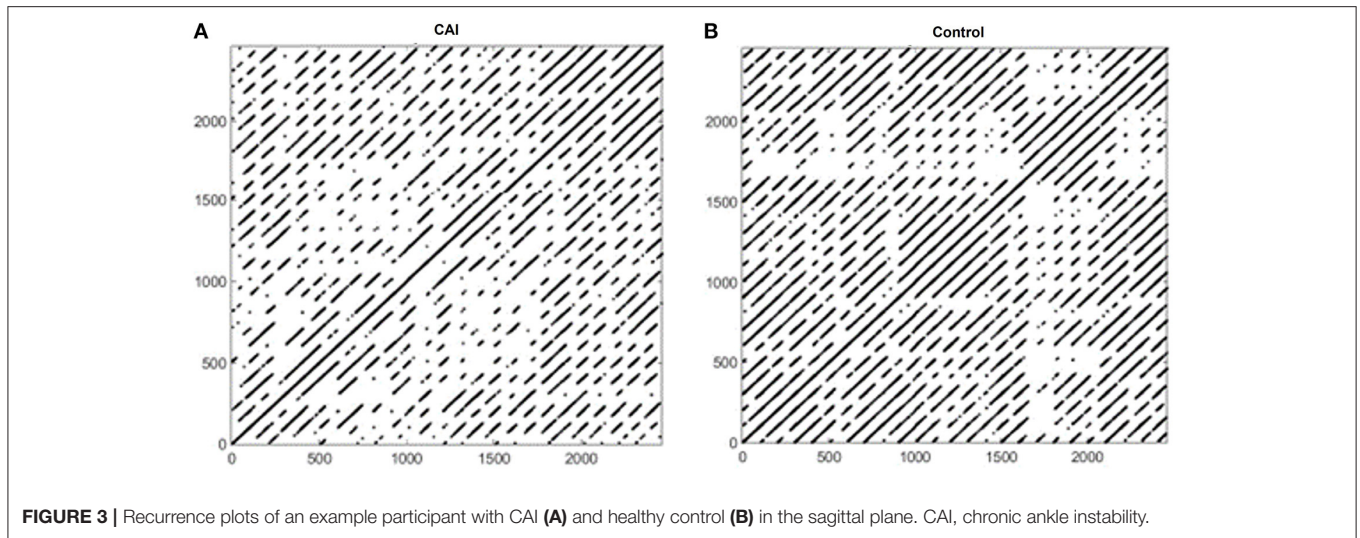 A
CAI
2000
1500
1000
500
0
0 500 1000 1500 2000
B
Control
2000
1500
1000
500
0
0 500 1000 1500 2000
FIGURE 3 | Recurrence plots of an example participant with CAI (A) and healthy control (B) in the sagittal plane. CAI, chronic ankle instability.